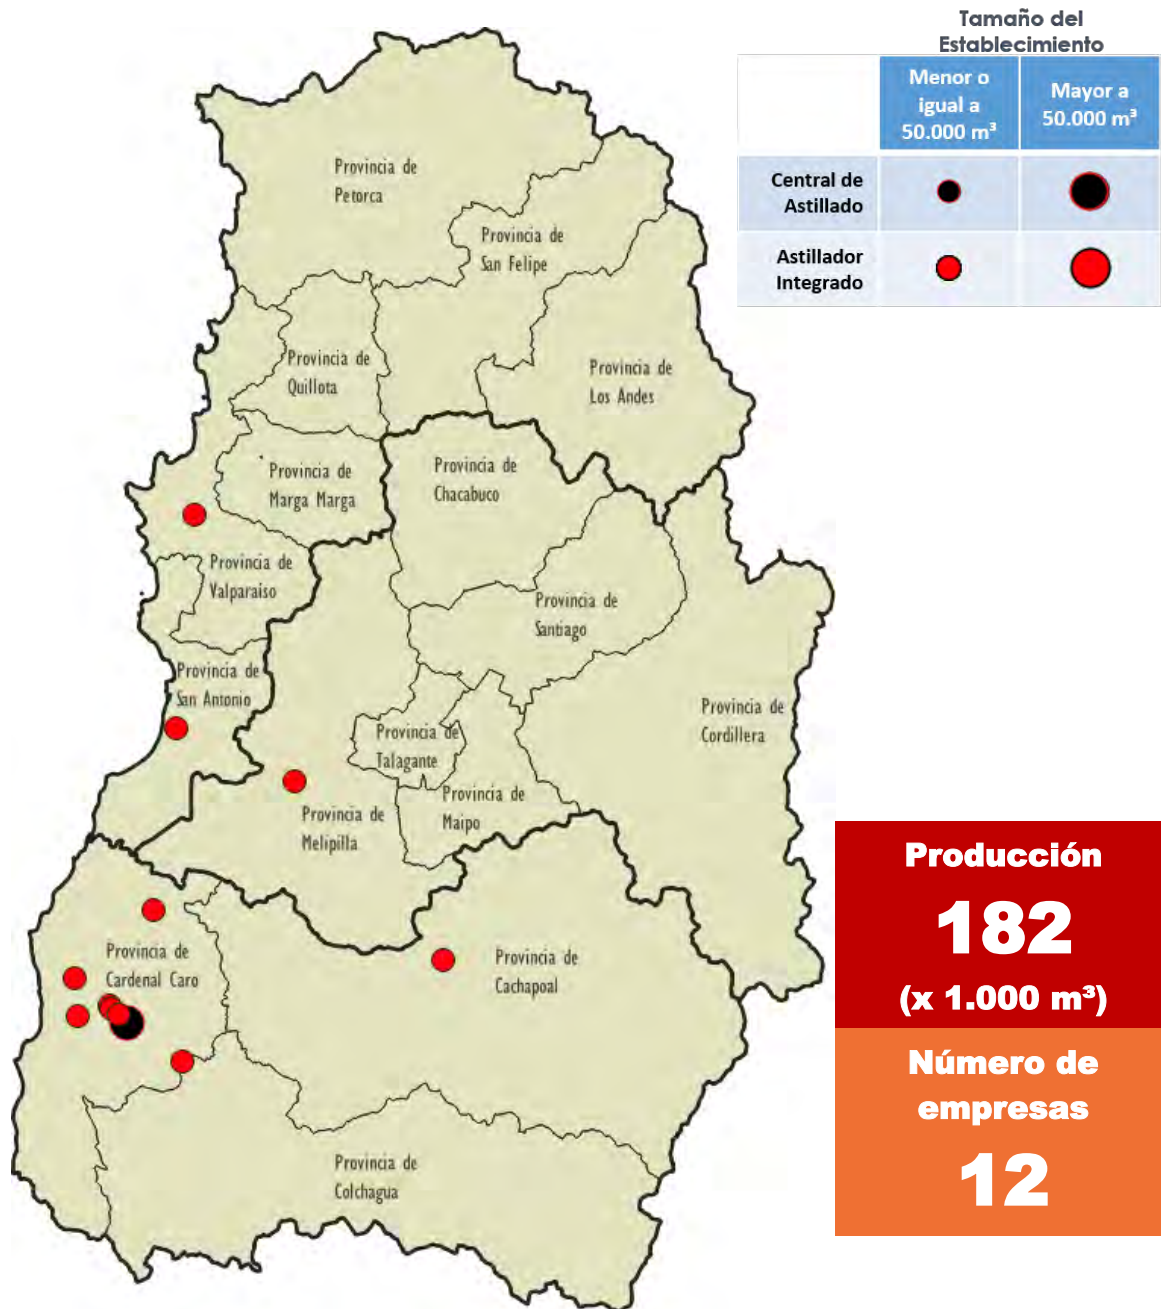 Tamaño del
Establecimiento
Menor o
igual a
50.000 m³
Mayor a
50.000 m³
Central de
Astillado
Astillador
Integrado
Provincia de
Petorca
Provincia de
San Felipe
Provincia de
Quillota
Provincia de
Los Andes
Provincia de
Marga Marga
Provincia de
Chacabuco
Provincia de
Valparaíso
Provincia de
Santiago
Provincia de
San Antonio
Provincia de
Cordillera
Provincia de
Talagante
Provincia de
Maipo
Provincia de
Melipilla
Provincia de
Cardenal Caro
Provincia de
Cachapoal
Provincia de
Colchagua
Producción
182
(x 1.000 m³)
Número de
empresas
12